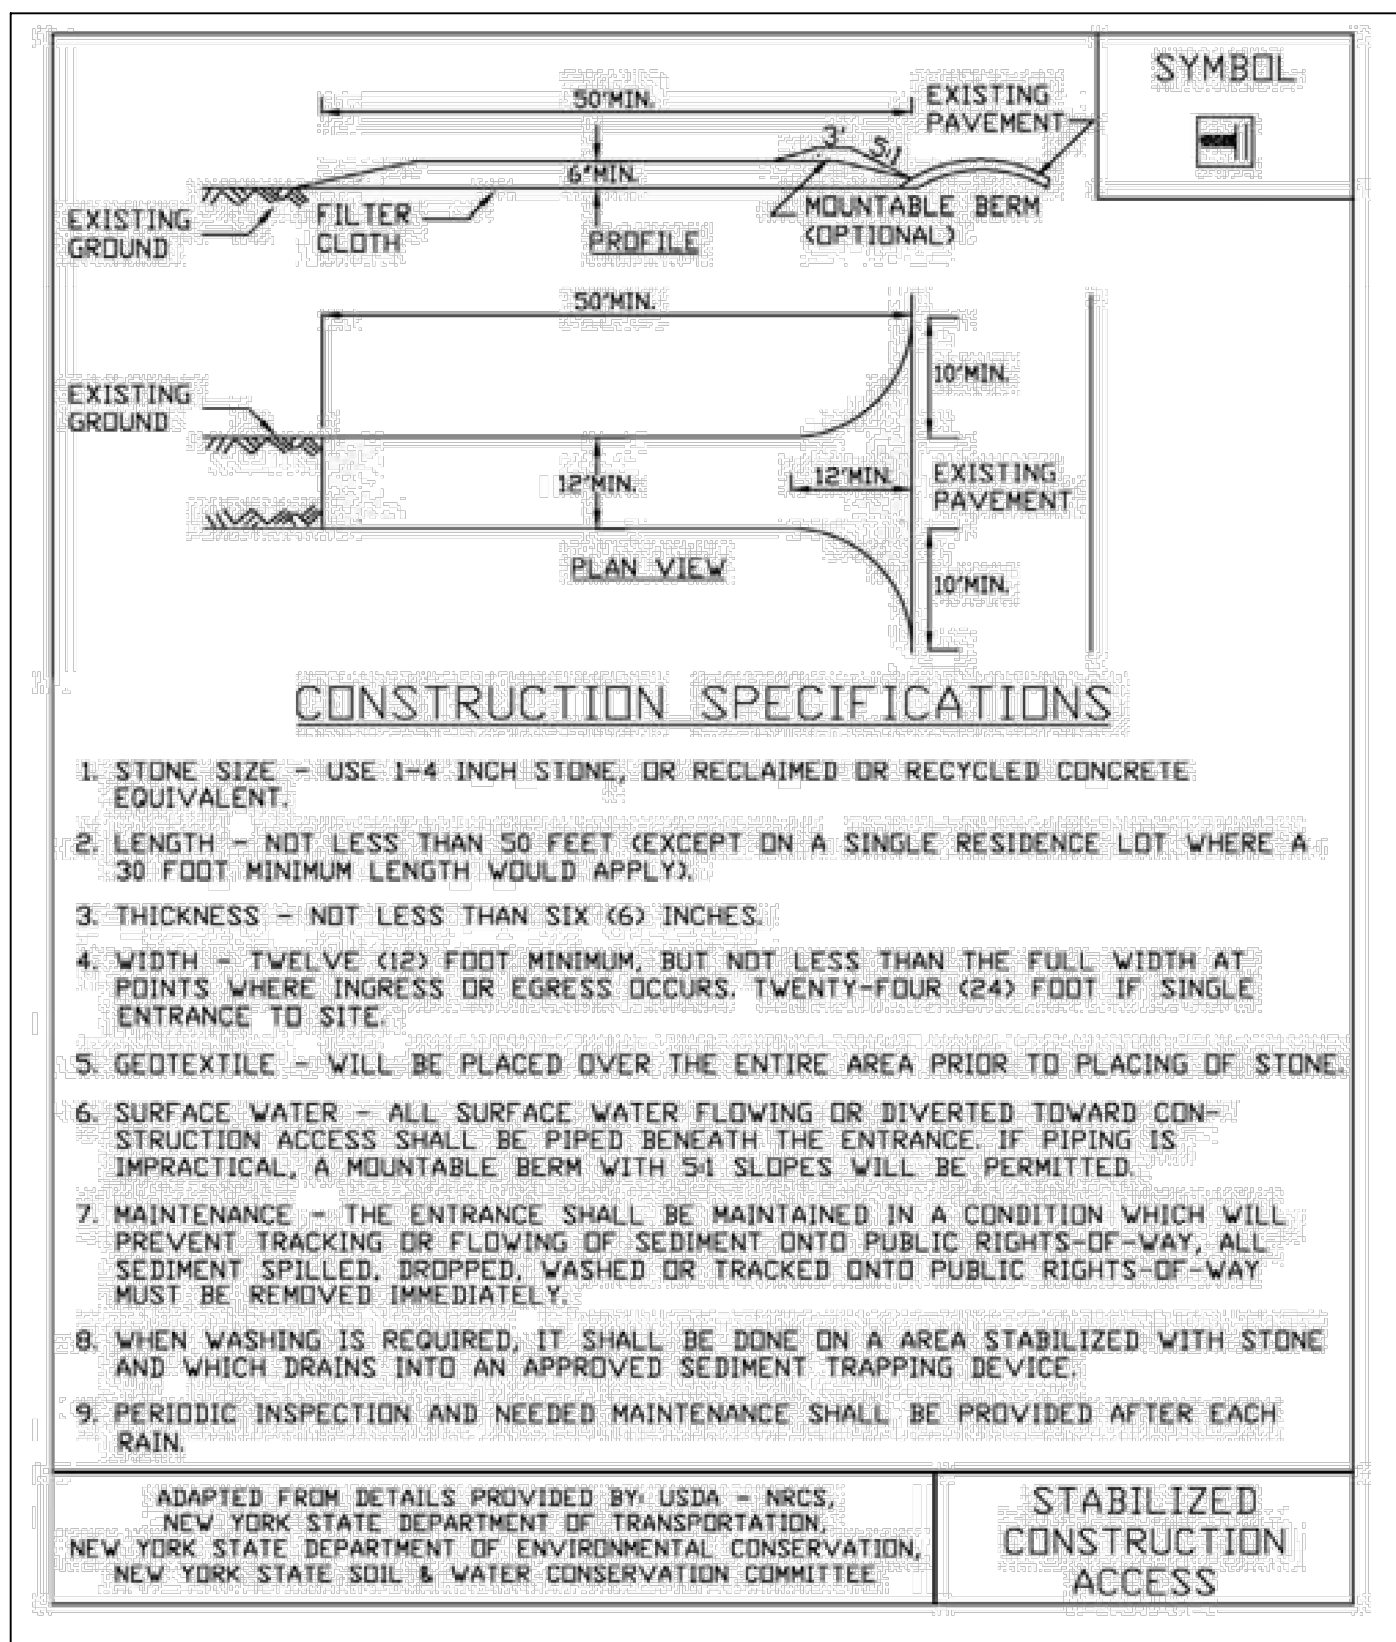 SYMBOL
50'MIN.
EXISTING
PAVEMENT
3'
5:1
6"MIN.
EXISTING
GROUND
FILTER
CLOTH
PROFILE
MOUNTABLE BERM
(OPTIONAL)
50'MIN.
10'MIN.
EXISTING
GROUND
12'MIN.
12'MIN.
EXISTING
PAVEMENT
PLAN VIEW
10'MIN.
CONSTRUCTION SPECIFICATIONS
1. STONE SIZE - USE 1-4 INCH STONE, OR RECLAIMED OR RECYCLED CONCRETE
EQUIVALENT.
2. LENGTH - NOT LESS THAN 50 FEET (EXCEPT ON A SINGLE RESIDENCE LOT WHERE A
30 FOOT MINIMUM LENGTH WOULD APPLY).
3. THICKNESS - NOT LESS THAN SIX (6) INCHES.
4. WIDTH - TWELVE (12) FOOT MINIMUM, BUT NOT LESS THAN THE FULL WIDTH AT
POINTS WHERE INGRESS OR EGRESS OCCURS. TWENTY-FOUR (24) FOOT IF SINGLE
ENTRANCE TO SITE.
5. GEOTEXTILE - WILL BE PLACED OVER THE ENTIRE AREA PRIOR TO PLACING OF STONE.
6. SURFACE WATER - ALL SURFACE WATER FLOWING OR DIVERTED TOWARD CON-
STRUCTION ACCESS SHALL BE PIPED BENEATH THE ENTRANCE. IF PIPING IS
IMPRACTICAL, A MOUNTABLE BERM WITH 5:1 SLOPES WILL BE PERMITTED.
7. MAINTENANCE - THE ENTRANCE SHALL BE MAINTAINED IN A CONDITION WHICH WILL
PREVENT TRACKING OR FLOWING OF SEDIMENT ONTO PUBLIC RIGHTS-OF-WAY, ALL
SEDIMENT SPILLED, DROPPED, WASHED OR TRACKED ONTO PUBLIC RIGHTS-OF-WAY
MUST BE REMOVED IMMEDIATELY.
8. WHEN WASHING IS REQUIRED, IT SHALL BE DONE ON A AREA STABILIZED WITH STONE
AND WHICH DRAINS INTO AN APPROVED SEDIMENT TRAPPING DEVICE.
9. PERIODIC INSPECTION AND NEEDED MAINTENANCE SHALL BE PROVIDED AFTER EACH
RAIN.
ADAPTED FROM DETAILS PROVIDED BY: USDA - NRCS,
NEW YORK STATE DEPARTMENT OF TRANSPORTATION,
NEW YORK STATE DEPARTMENT OF ENVIRONMENTAL CONSERVATION,
NEW YORK STATE SOIL & WATER CONSERVATION COMMITTEE
STABILIZED
CONSTRUCTION
ACCESS